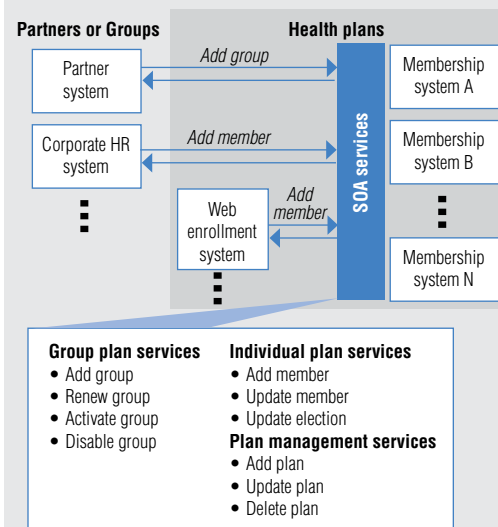 Partners or Groups
Health plans
Partner
system
Add group
Membership
system A
Corporate HR
system
Add member
SOA services
Membership
system B
Web
enrollment
system
Add
member
Membership
system N
Group plan services
• Add group
• Renew group
• Activate group
• Disable group
Individual plan services
• Add member
• Update member
• Update election
Plan management services
• Add plan
• Update plan
• Delete plan